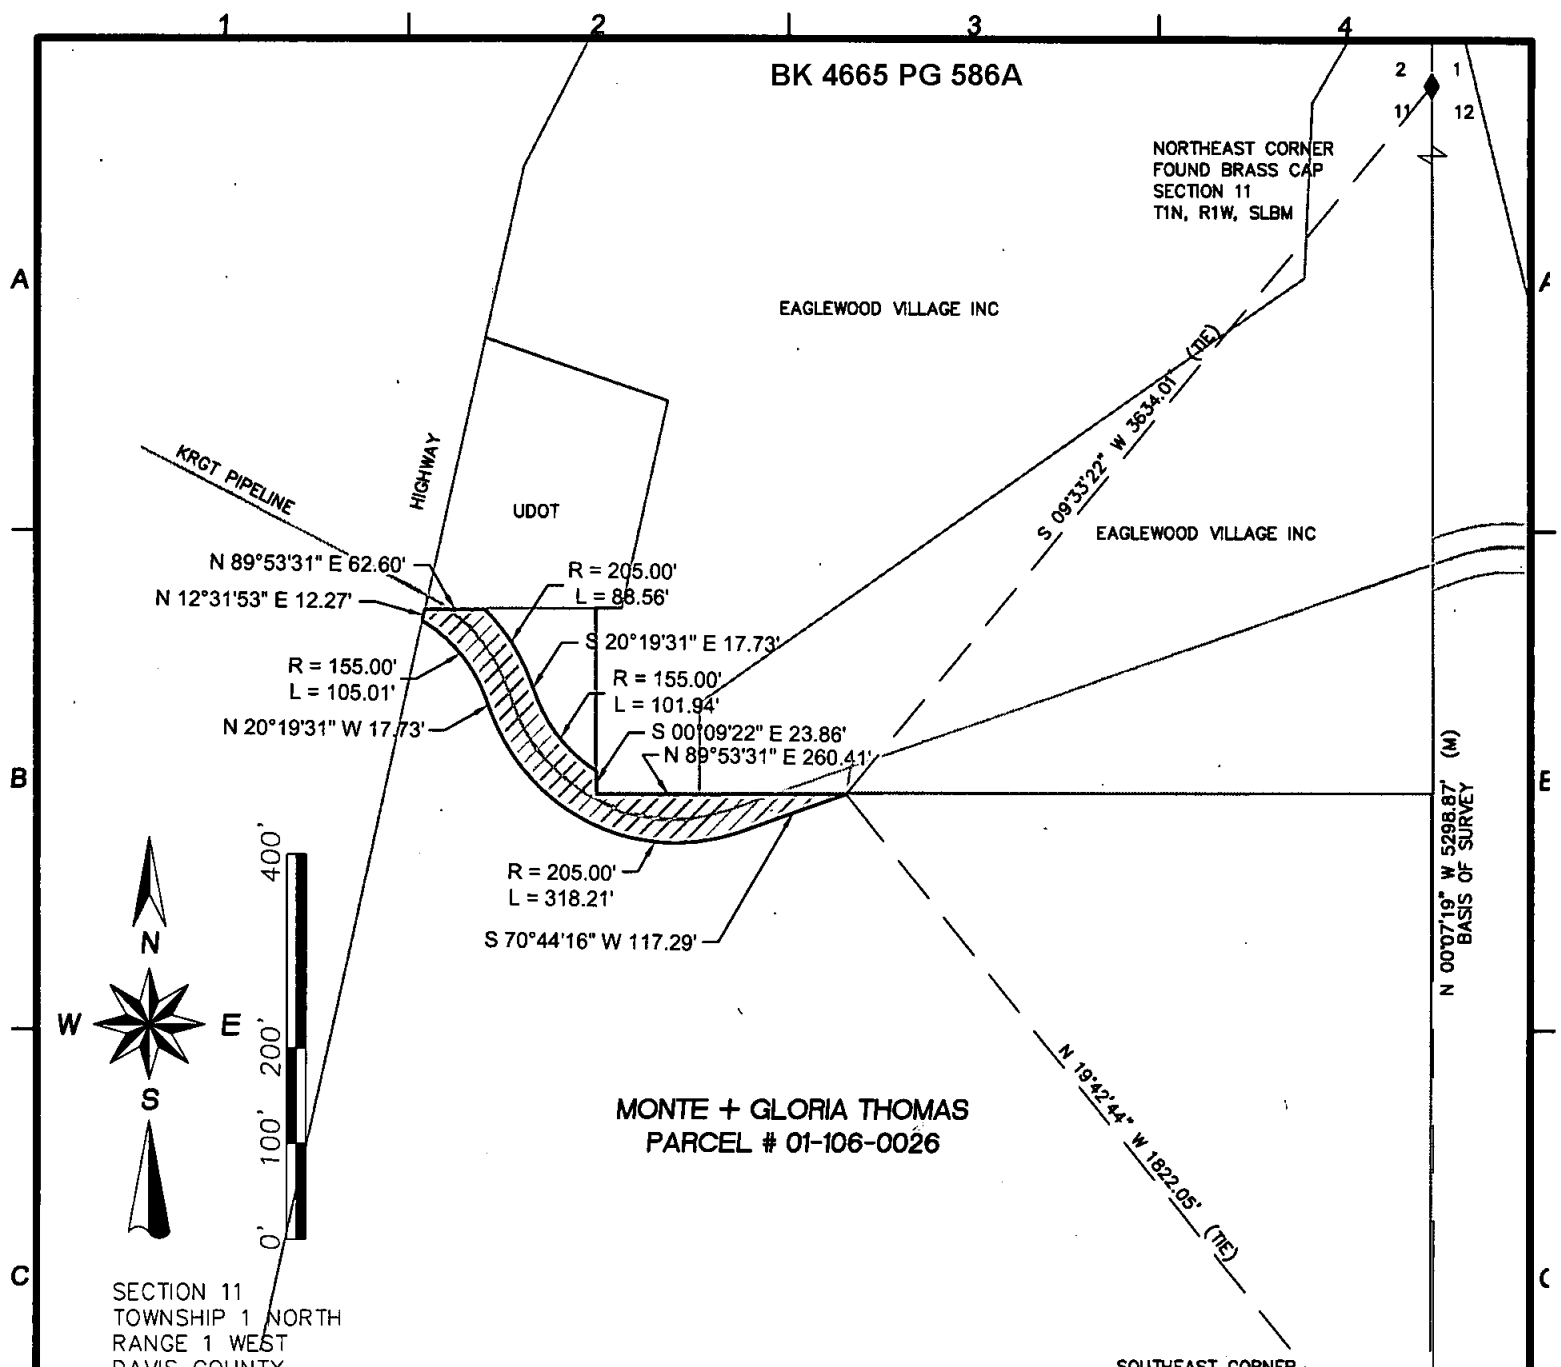 1 2 3 4
BK 4665 PG 586A
2 1
11 12
NORTHEAST CORNER
FOUND BRASS CAP
SECTION 11
T1N, R1W, SLBM
A
EAGLEWOOD VILLAGE INC
S 09°33'22" W 3634.01' (TIE)
KRGT PIPELINE
HIGHWAY
UDOT
EAGLEWOOD VILLAGE INC
N 89°53'31" E 62.60'
N 12°31'53" E 12.27'
R = 205.00'
L = 88.56'
S 20°19'31" E 17.73'
R = 155.00'
L = 105.01'
R = 155.00'
L = 101.94'
N 20°19'31" W 17.73'
S 00°09'22" E 23.86'
N 89°53'31" E 260.41'
B
N 00°07'19" W 5298.87' (M)
BASIS OF SURVEY
R = 205.00'
L = 318.21'
S 70°44'16" W 117.29'
400'
200'
100'
0'
N
W E
S
N 19°42'44" W 1822.05' (TIE)
MONTE + GLORIA THOMAS
PARCEL # 01-106-0026
C
SECTION 11
TOWNSHIP 1 NORTH
RANGE 1 WEST
DAVIS COUNTY
SOUTHEAST CORNER